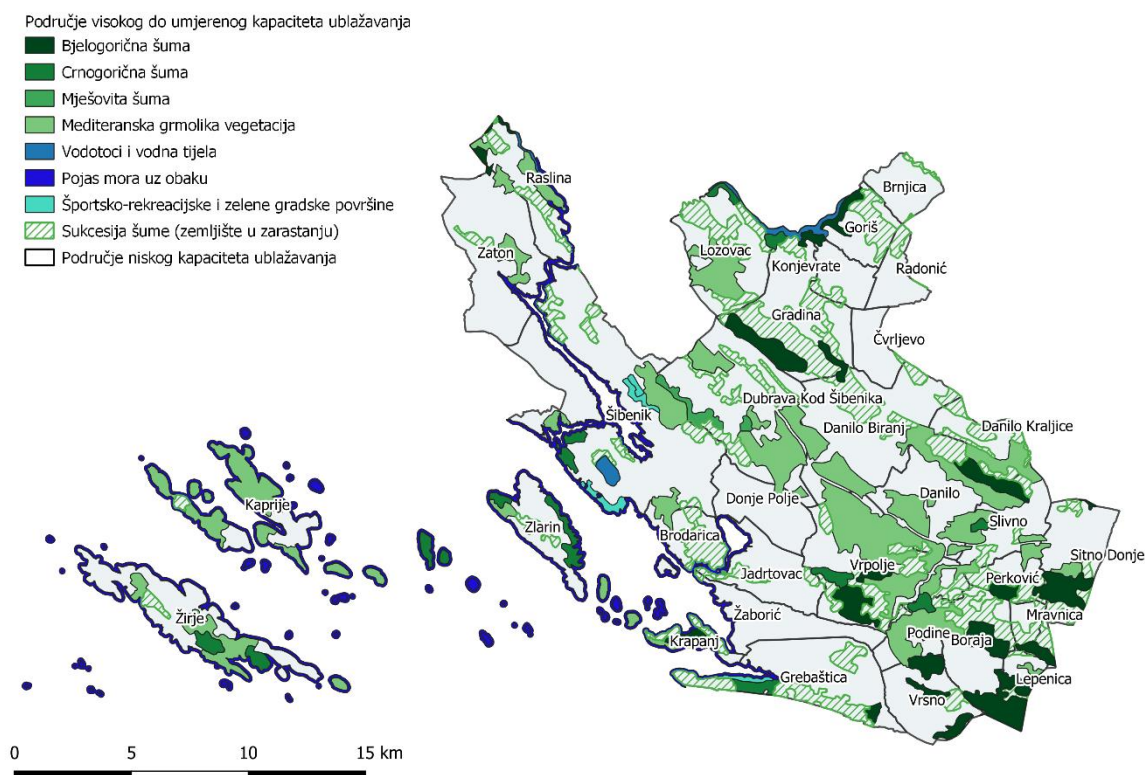 Područje visokog do umjerenog kapaciteta ublažavanja
Bjelogorična šuma
Crnogorična šuma
Mješovita šuma
Mediteranska grmolika vegetacija
Vodotoci i vodna tijela
Pojas mora uz obaku
Športsko-rekreacijske i zelene gradske površine
Sukcesija šume (zemljište u zarastanju)
Područje niskog kapaciteta ublažavanja
Raslina
Brnjica
Goriš
Zaton
Lozovac
Konjevrate
Radonić
Gradina
Čvrljevo
Dubrava Kod Šibenika
Šibenik
Danilo Biranj
Danilo Kraljice
Kaprije
Donje Polje
Danilo
Slivno
Zlarin
Brodarica
Sitno Donje
Jadrtovac
Vrpolje
Perković
Žirje
Žaborić
Mravnica
Krapanj
Podine
Boraja
Grebaštica
Lepenica
Vrsno
0 5 10 15 km